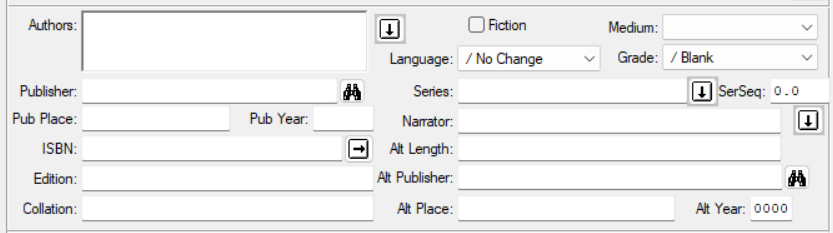 Authors: Fiction Medium:
Language: / No Change Grade: / Blank
Publisher: Series: SerSeq: 0.0
Pub Place: Pub Year: Narrator:
ISBN: Alt Length:
Edition: Alt Publisher:
Collation: Alt Place: Alt Year: 0000